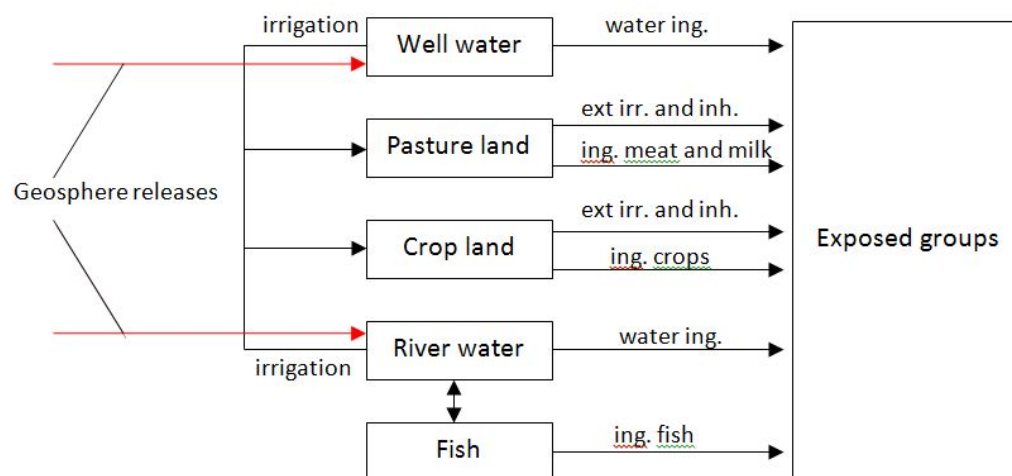 irrigation
Well water
water ing.
ext irr. and inh.
Pasture land
ing. meat and milk
Geosphere releases
ext irr. and inh.
Crop land
ing. crops
Exposed groups
River water
water ing.
irrigation
Fish
ing. fish